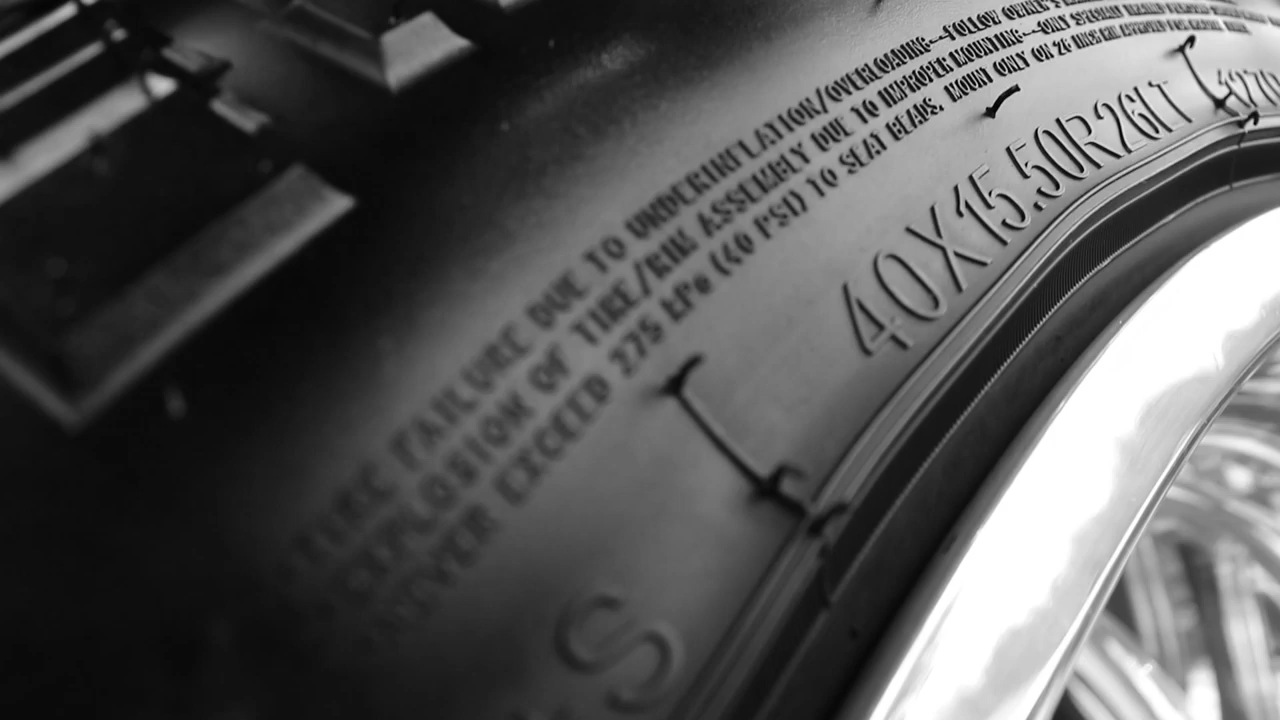 TIRE FAILURE DUE TO UNDERINFLATION/OVERLOADING--FOLLOW OWNER'S
EXPLOSION OF TIRE/RIM ASSEMBLY DUE TO IMPROPER MOUNTING--ONLY SPECIALLY
NEVER EXCEED 275 kPa (40 PSI) TO SEAT BEADS. MOUNT ONLY ON 26
40X15.50R26LT
S